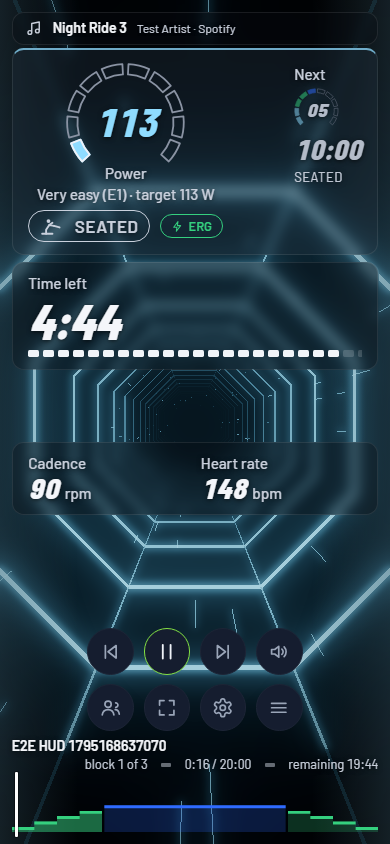 Night Ride 3 Test Artist · Spotify
113
Power
Very easy (E1) · target 113 W
SEATED ERG
Next
05
10:00
SEATED
Time left
4:44
Cadence Heart rate
90 rpm 148 bpm
E2E HUD 1795168637070
block 1 of 3 0:16 / 20:00 remaining 19:44